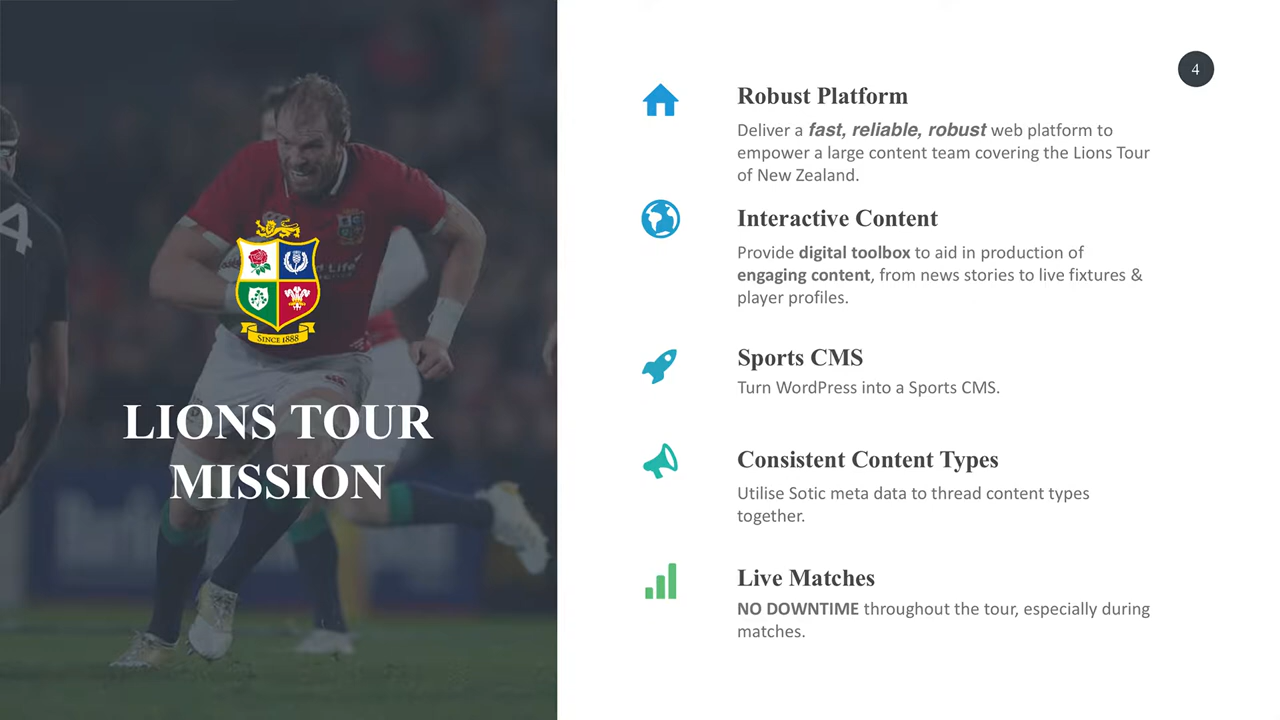 4
SINCE 1888
LIONS TOUR
MISSION
Robust Platform
Deliver a fast, reliable, robust web platform to
empower a large content team covering the Lions Tour
of New Zealand.
Interactive Content
Provide digital toolbox to aid in production of
engaging content, from news stories to live fixtures &
player profiles.
Sports CMS
Turn WordPress into a Sports CMS.
Consistent Content Types
Utilise Sotic meta data to thread content types
together.
Live Matches
NO DOWNTIME throughout the tour, especially during
matches.
4